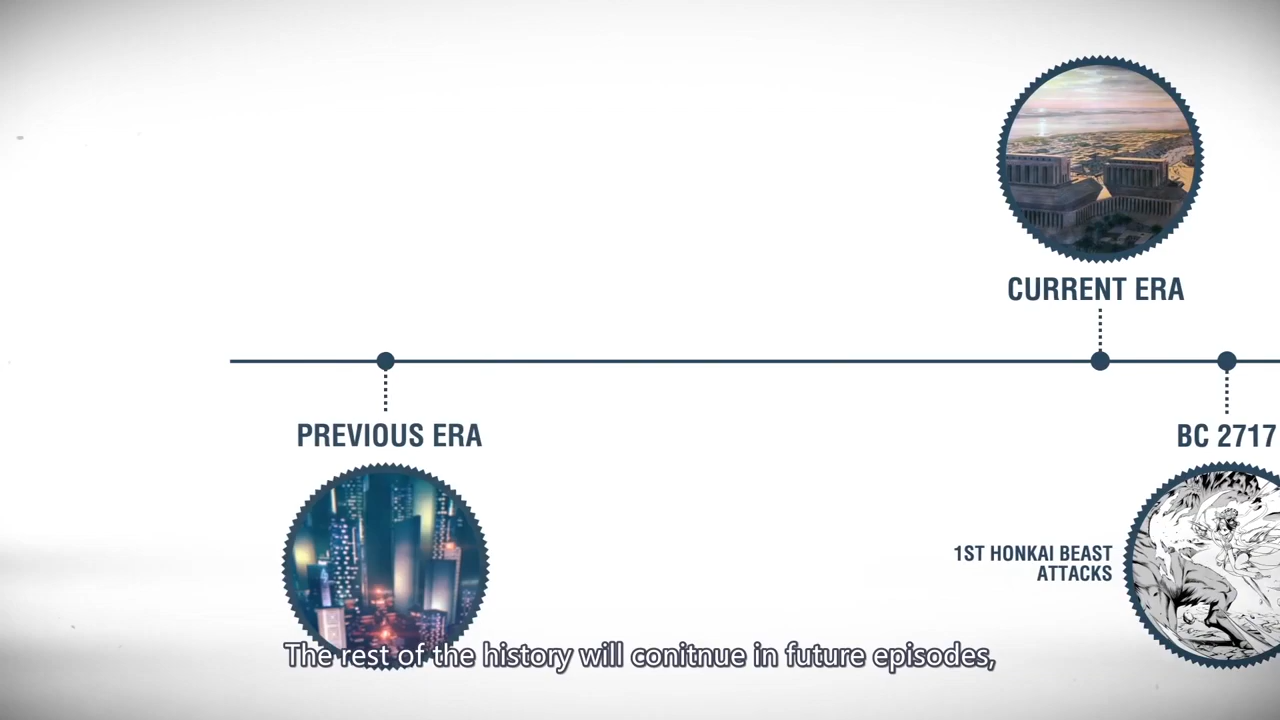 CURRENT ERA
PREVIOUS ERA
BC 2717
1ST HONKAI BEAST
ATTACKS
The rest of the history will conitnue in future episodes,